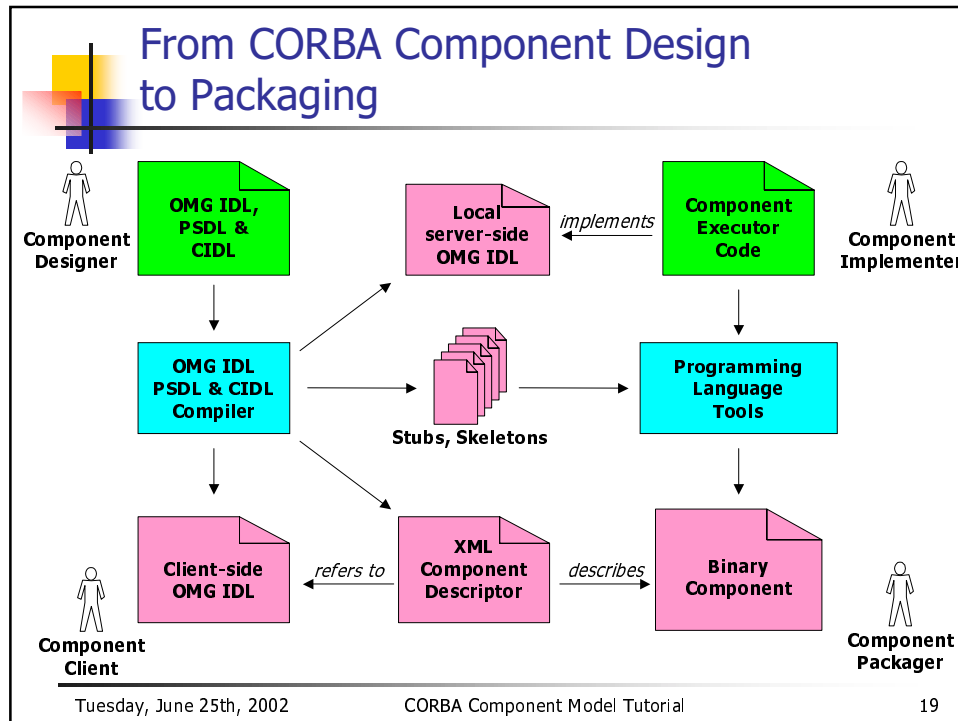 From CORBA Component Design
to Packaging
Component
Designer
OMG IDL,
PSDL &
CIDL
Local
server-side
OMG IDL
implements
Component
Executor
Code
Component
Implementer
OMG IDL
PSDL & CIDL
Compiler
Stubs, Skeletons
Programming
Language
Tools
Component
Client
Client-side
OMG IDL
refers to
XML
Component
Descriptor
describes
Binary
Component
Component
Packager
Tuesday, June 25th, 2002
CORBA Component Model Tutorial
19